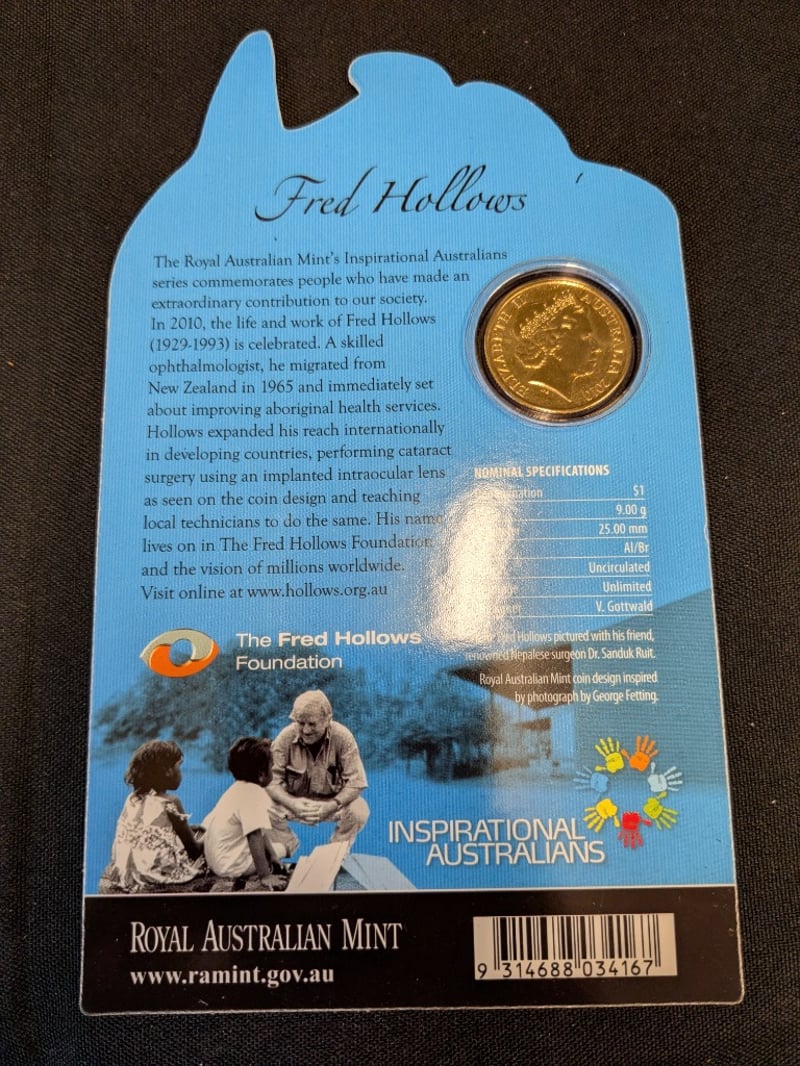 Fred Hollows
The Royal Australian Mint's Inspirational Australians
series commemorates people who have made an
extraordinary contribution to our society.
In 2010, the life and work of Fred Hollows
(1929-1993) is celebrated. A skilled
ophthalmologist, he migrated from
New Zealand in 1965 and immediately set
about improving aboriginal health services.
Hollows expanded his reach internationally
in developing countries, performing cataract
surgery using an implanted intraocular lens
as seen on the coin design and teaching
local technicians to do the same. His name
lives on in The Fred Hollows Foundation
and the vision of millions worldwide.
Visit online at www.hollows.org.au
ELIZABETH II AUSTRALIA 2010
NOMINAL SPECIFICATIONS
$1
9.00 g
25.00 mm
Al/Br
Uncirculated
Unlimited
V. Gottwald
The Fred Hollows
Foundation
Hollows pictured with his friend,
renowned Nepalese surgeon Dr. Sanduk Ruit.
Royal Australian Mint coin design inspired
by photograph by George Fetting.
INSPIRATIONAL
AUSTRALIANS
ROYAL AUSTRALIAN MINT
www.ramint.gov.au
9 314688 034167